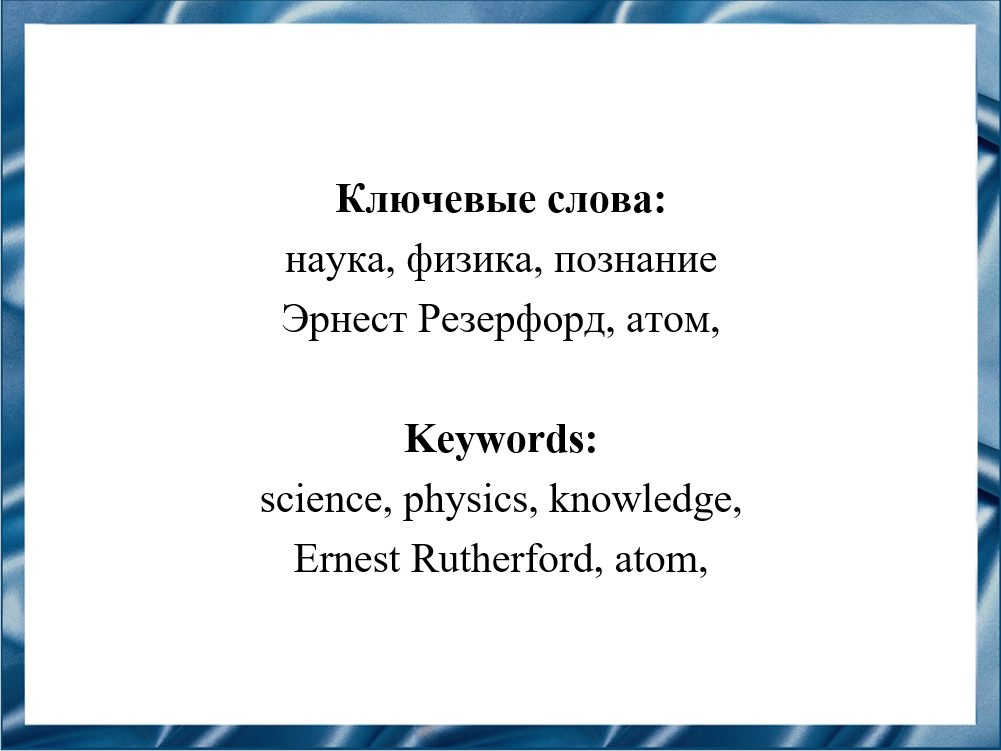 Ключевые слова:
наука, физика, познание
Эрнест Резерфорд, атом,
Keywords:
science, physics, knowledge,
Ernest Rutherford, atom,